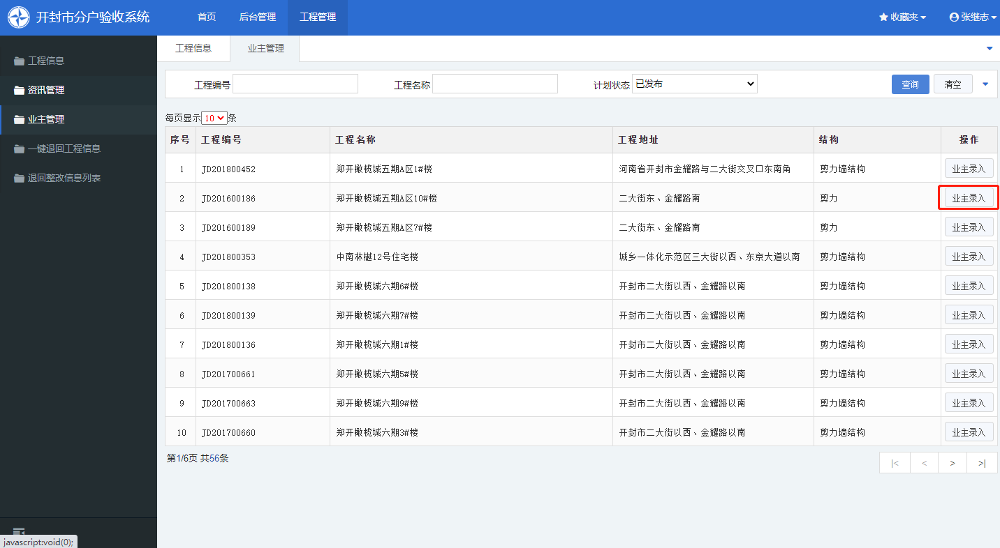 开封市分户验收系统 首页 后台管理 工程管理 收藏夹 张继志
工程信息
资讯管理
业主管理
一键退回工程信息
退回整改信息列表
工程信息 业主管理
工程编号 工程名称 计划状态 已发布 查询 清空
每页显示 10 条
序号 工程编号 工程名称 工程地址 结构 操作
1 JD201800452 郑开橄榄城五期A区1#楼 河南省开封市金耀路与二大街交叉口东南角 剪力墙结构 业主录入
2 JD201600186 郑开橄榄城五期A区10#楼 二大街东、金耀路南 剪力 业主录入
3 JD201600189 郑开橄榄城五期A区7#楼 二大街东、金耀路南 剪力 业主录入
4 JD201800353 中南林樾12号住宅楼 城乡一体化示范区三大街以西、东京大道以南 剪力墙结构 业主录入
5 JD201800138 郑开橄榄城六期6#楼 开封市二大街以西、金耀路以南 剪力墙结构 业主录入
6 JD201800139 郑开橄榄城六期7#楼 开封市二大街以西、金耀路以南 剪力墙结构 业主录入
7 JD201800136 郑开橄榄城六期1#楼 开封市二大街以西、金耀路以南 剪力墙结构 业主录入
8 JD201700661 郑开橄榄城六期5#楼 开封市二大街以西、金耀路以南 剪力墙结构 业主录入
9 JD201700663 郑开橄榄城六期9#楼 开封市二大街以西、金耀路以南 剪力墙结构 业主录入
10 JD201700660 郑开橄榄城六期3#楼 开封市二大街以西、金耀路以南 剪力墙结构 业主录入
第1/6页 共56条 |< < > >|
javascript:void(0);